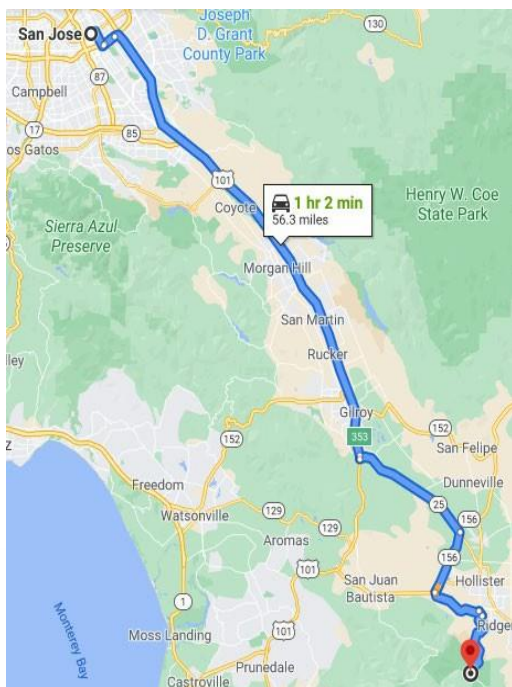 Joseph
D. Grant
County Park
130
San Jose
87
Campbell
17
85
os Gatos
101
Coyote
1 hr 2 min
56.3 miles
Henry W. Coe
State Park
Sierra Azul
Preserve
Morgan Hill
San Martin
Rucker
lley
Gilroy
152
152
353
San Felipe
Dunneville
z
Freedom
25
156
Watsonville
129
129
Aromas
156
101
San Juan
Bautista
Hollister
1
Monterey Bay
Moss Landing
101
Ridger
Prunedale
Castroville